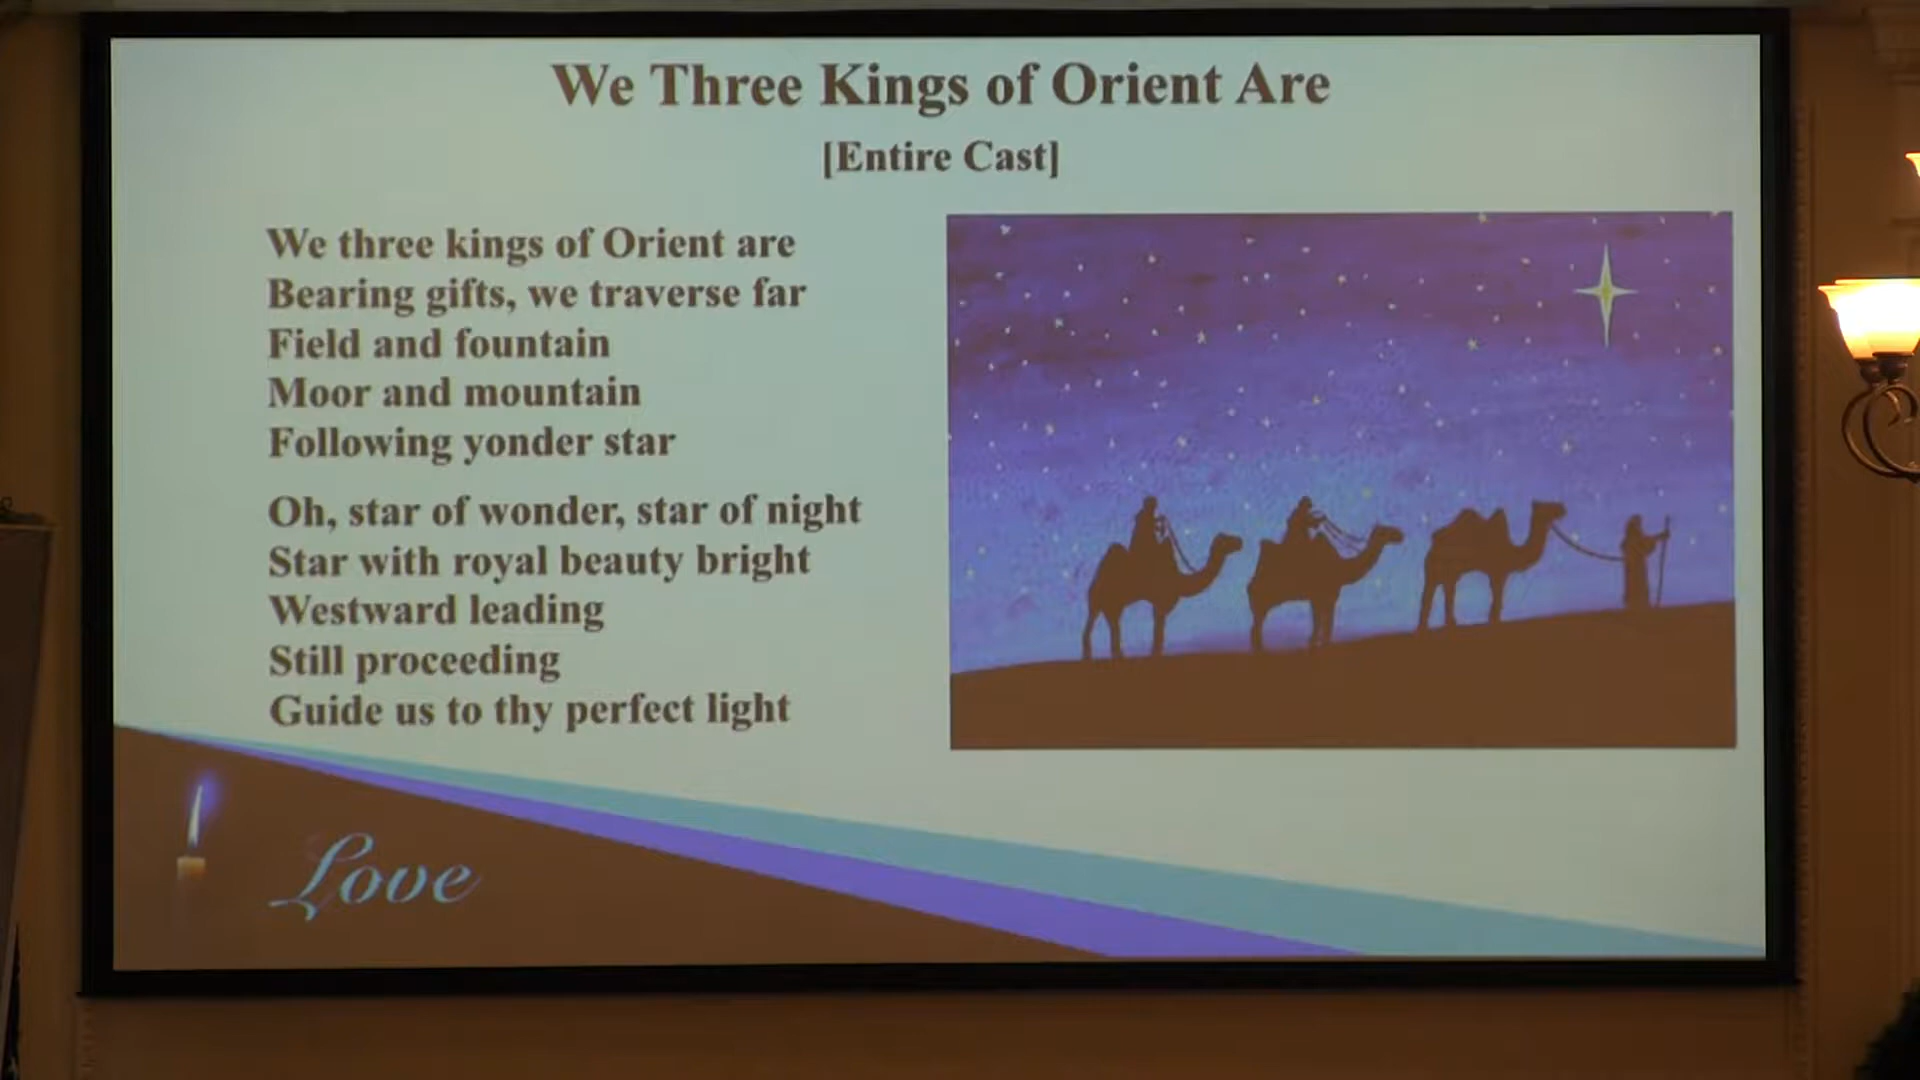 We Three Kings of Orient Are
[Entire Cast]
We three kings of Orient are
Bearing gifts, we traverse far
Field and fountain
Moor and mountain
Following yonder star
Oh, star of wonder, star of night
Star with royal beauty bright
Westward leading
Still proceeding
Guide us to thy perfect light
Love